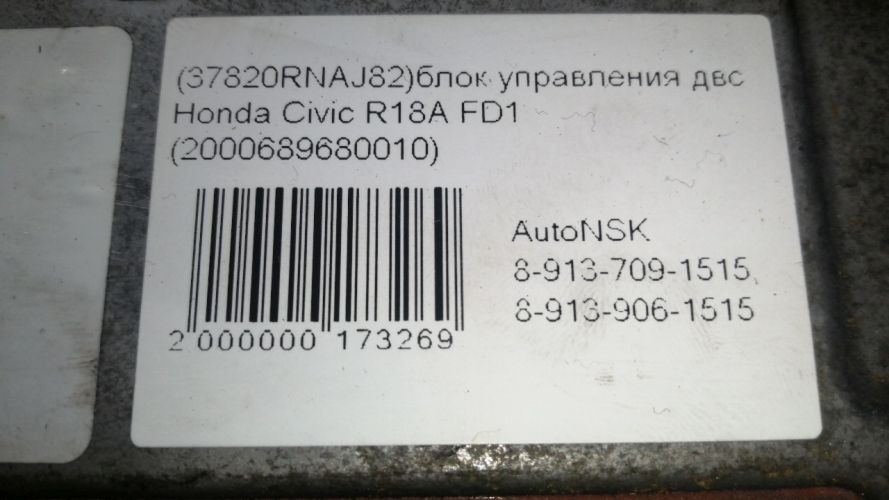 (37820RNAJ82)блок управления двс
Honda Civic R18A FD1
(2000689680010)
AutoNSK
8-913-709-1515
8-913-906-1515
2 000000 173269